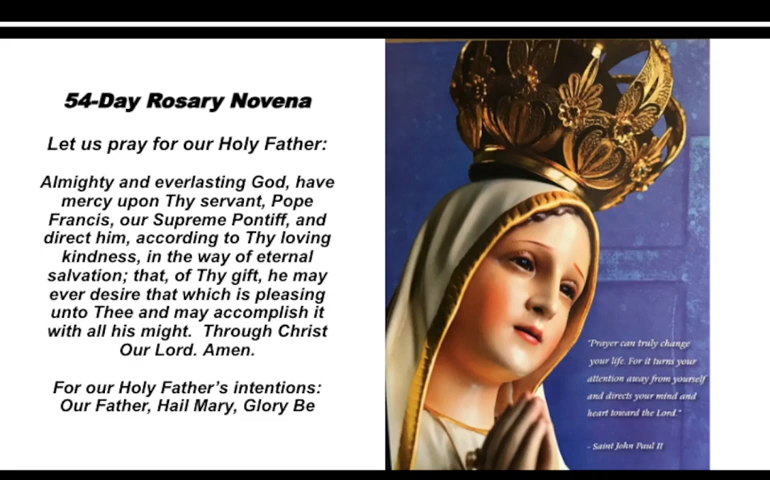 54-Day Rosary Novena
Let us pray for our Holy Father:
Almighty and everlasting God, have
mercy upon Thy servant, Pope
Francis, our Supreme Pontiff, and
direct him, according to Thy loving
kindness, in the way of eternal
salvation; that, of Thy gift, he may
ever desire that which is pleasing
unto Thee and may accomplish it
with all his might.  Through Christ
Our Lord. Amen.
For our Holy Father's intentions:
Our Father, Hail Mary, Glory Be
"Prayer can truly change
your life. For it turns your
attention away from yourself
and directs your mind and
heart toward the Lord."
- Saint John Paul II